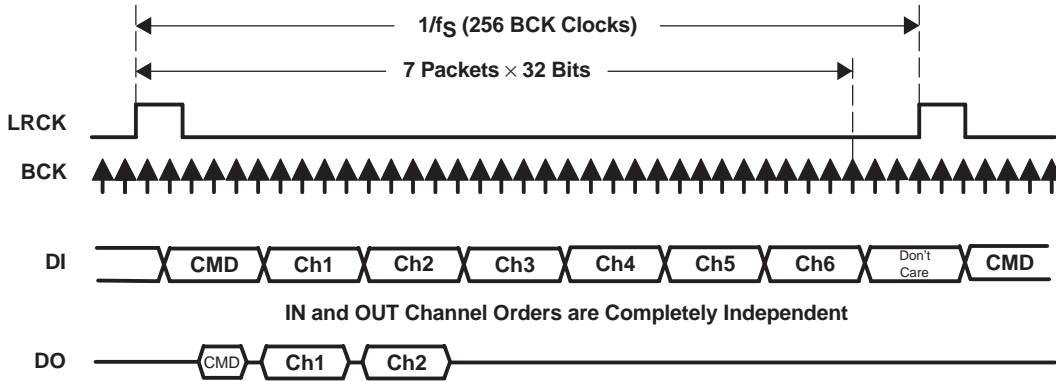 1/fS (256 BCK Clocks)
7 Packets × 32 Bits
LRCK
BCK
DI CMD Ch1 Ch2 Ch3 Ch4 Ch5 Ch6 Don't Care CMD
IN and OUT Channel Orders are Completely Independent
DO CMD Ch1 Ch2